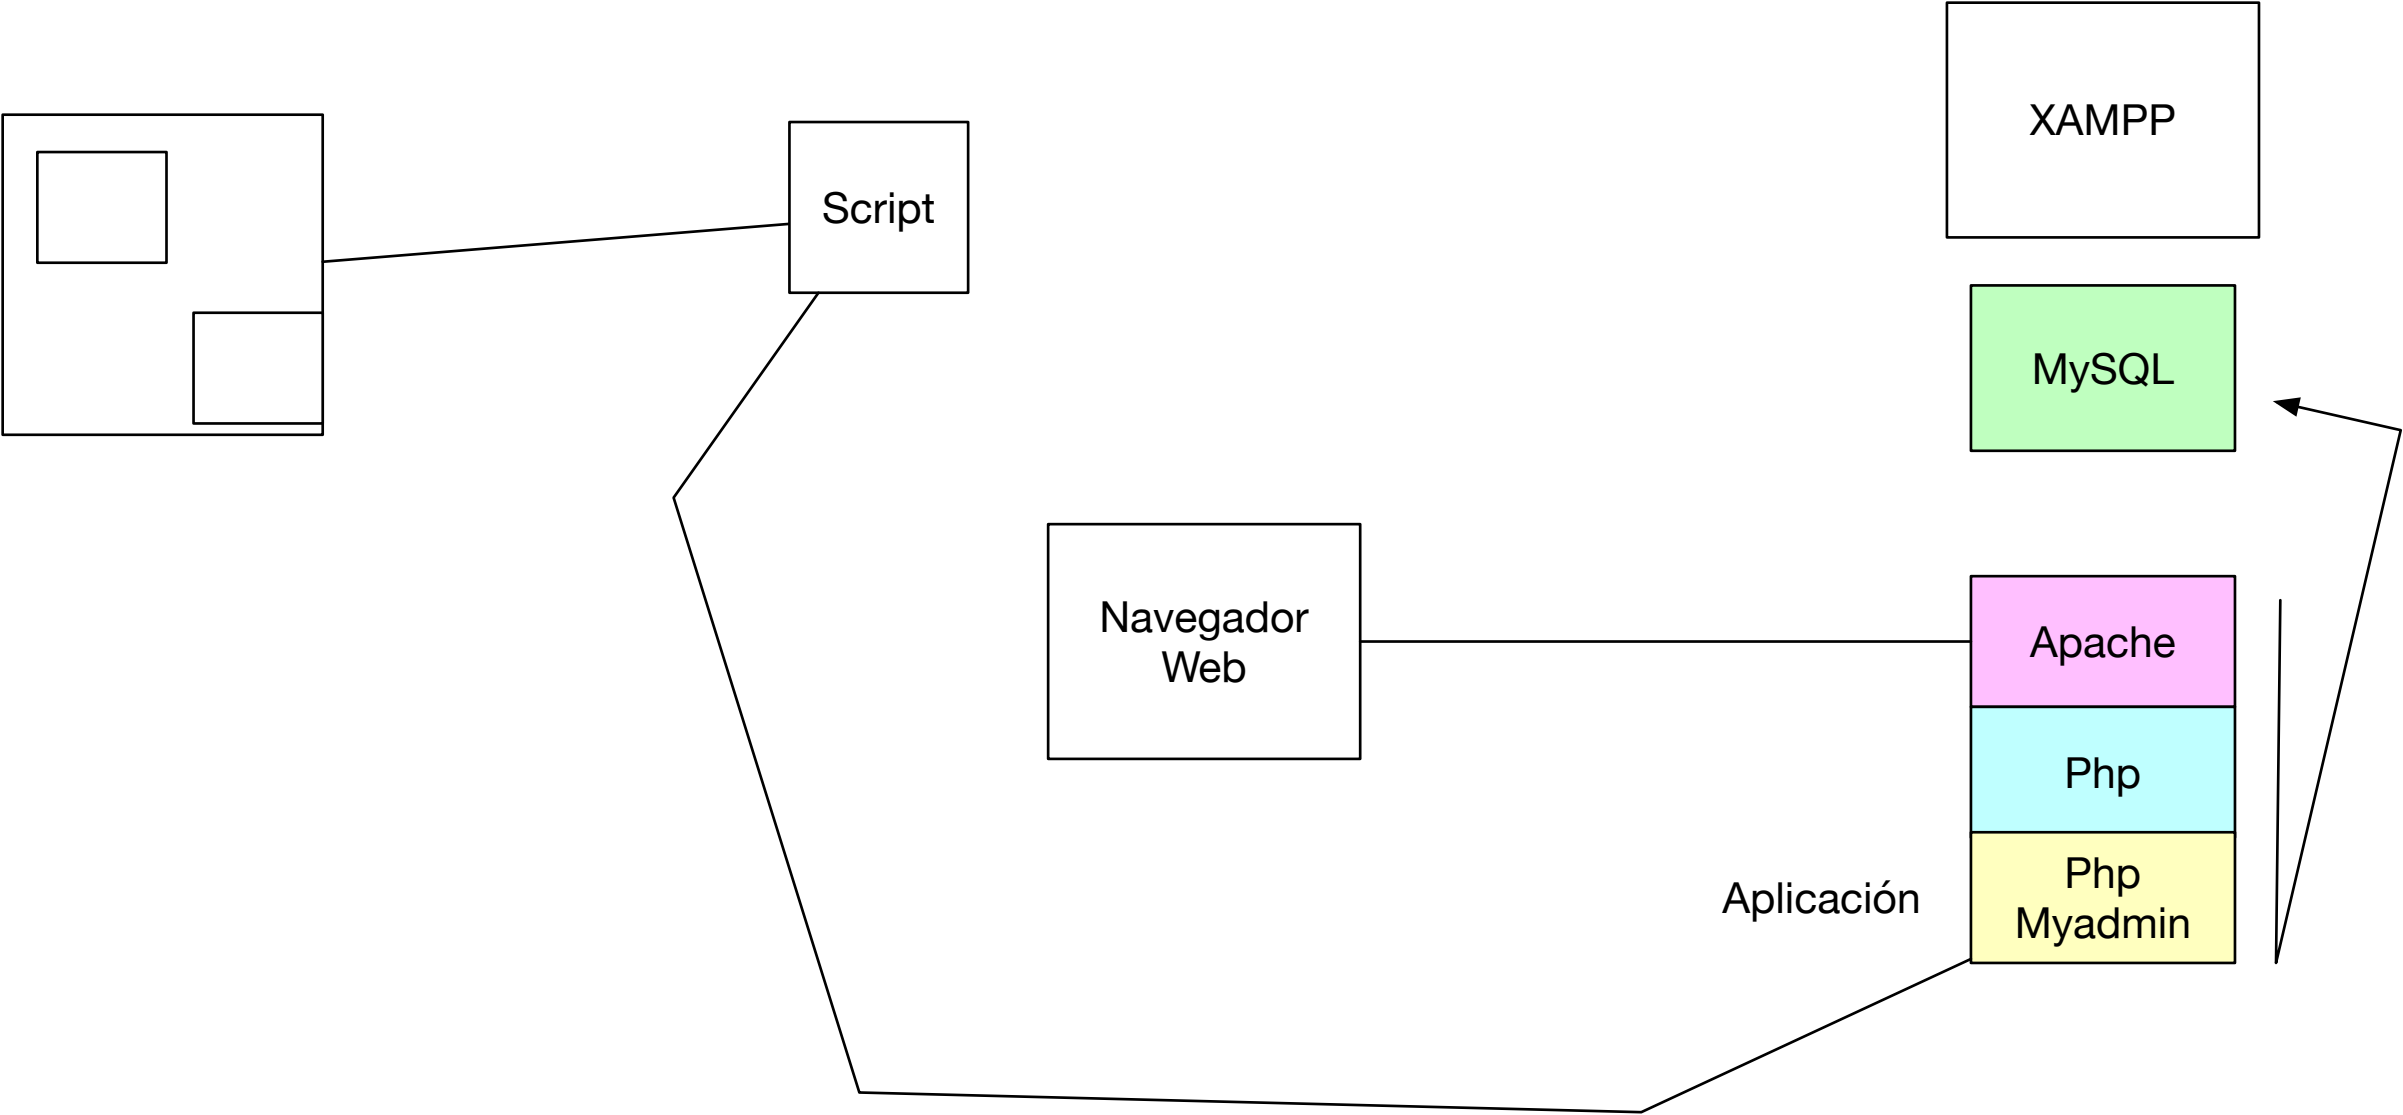 XAMPP
Script
MySQL
Navegador
Web
Apache
Php
Aplicación
Php
Myadmin